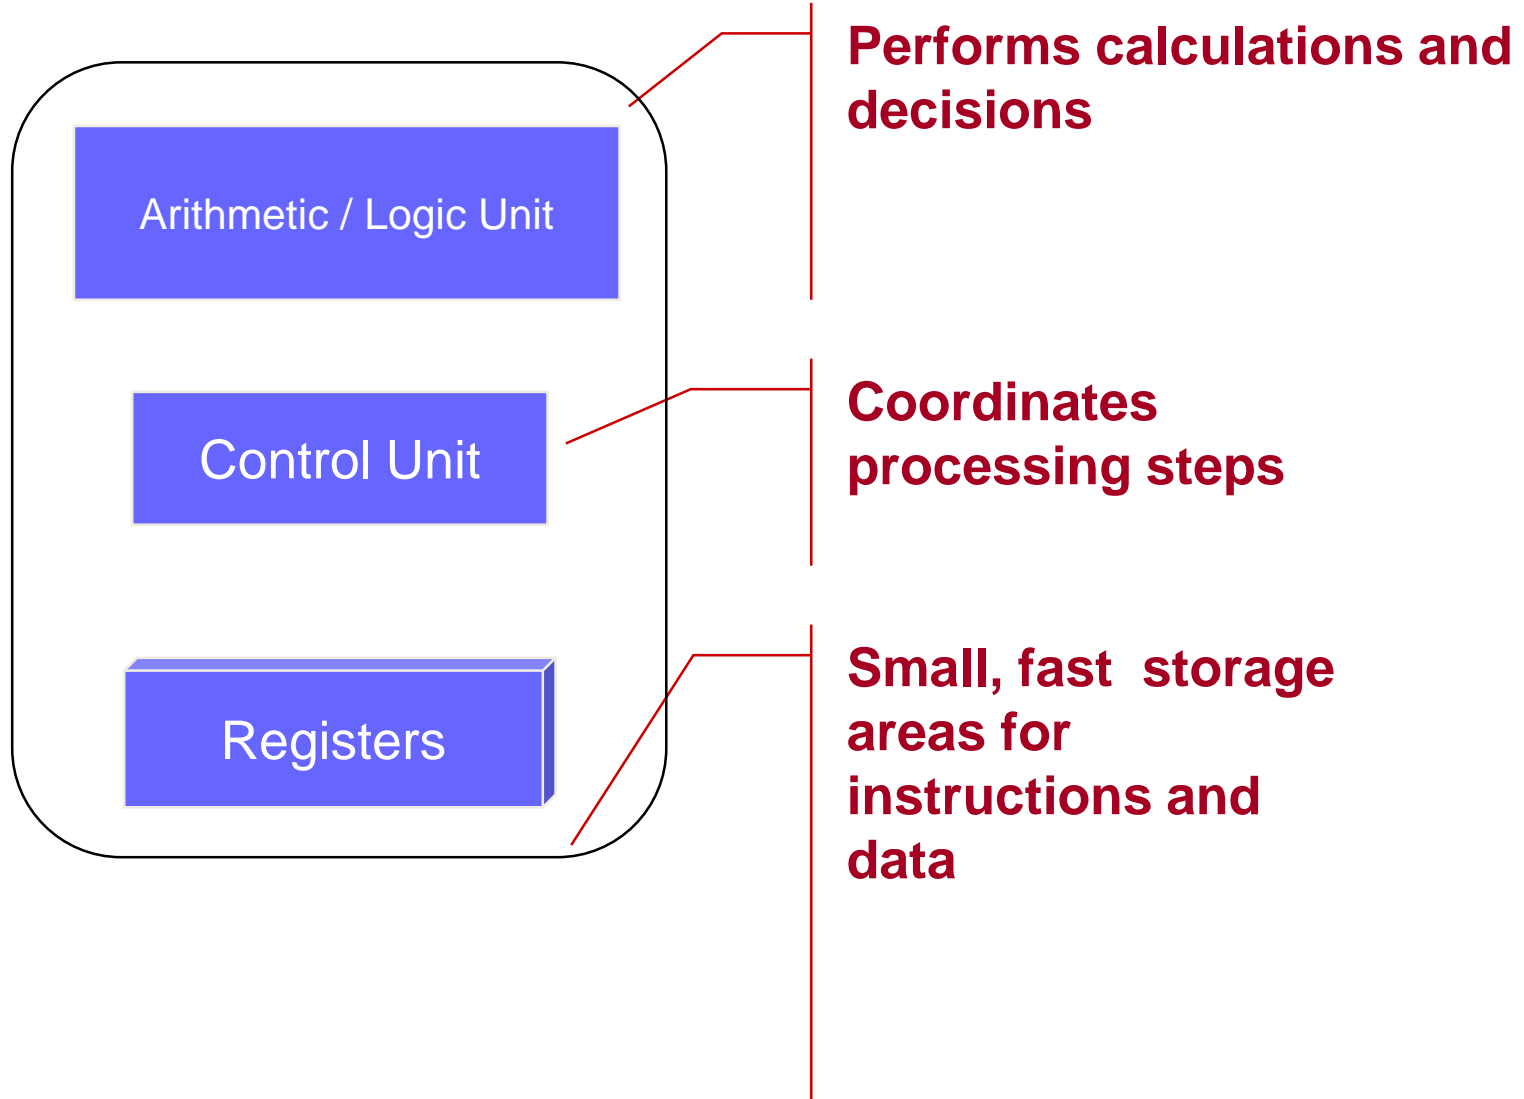 Performs calculations and
decisions
Arithmetic / Logic Unit
Coordinates
processing steps
Control Unit
Small, fast  storage
areas for
instructions and
data
Registers